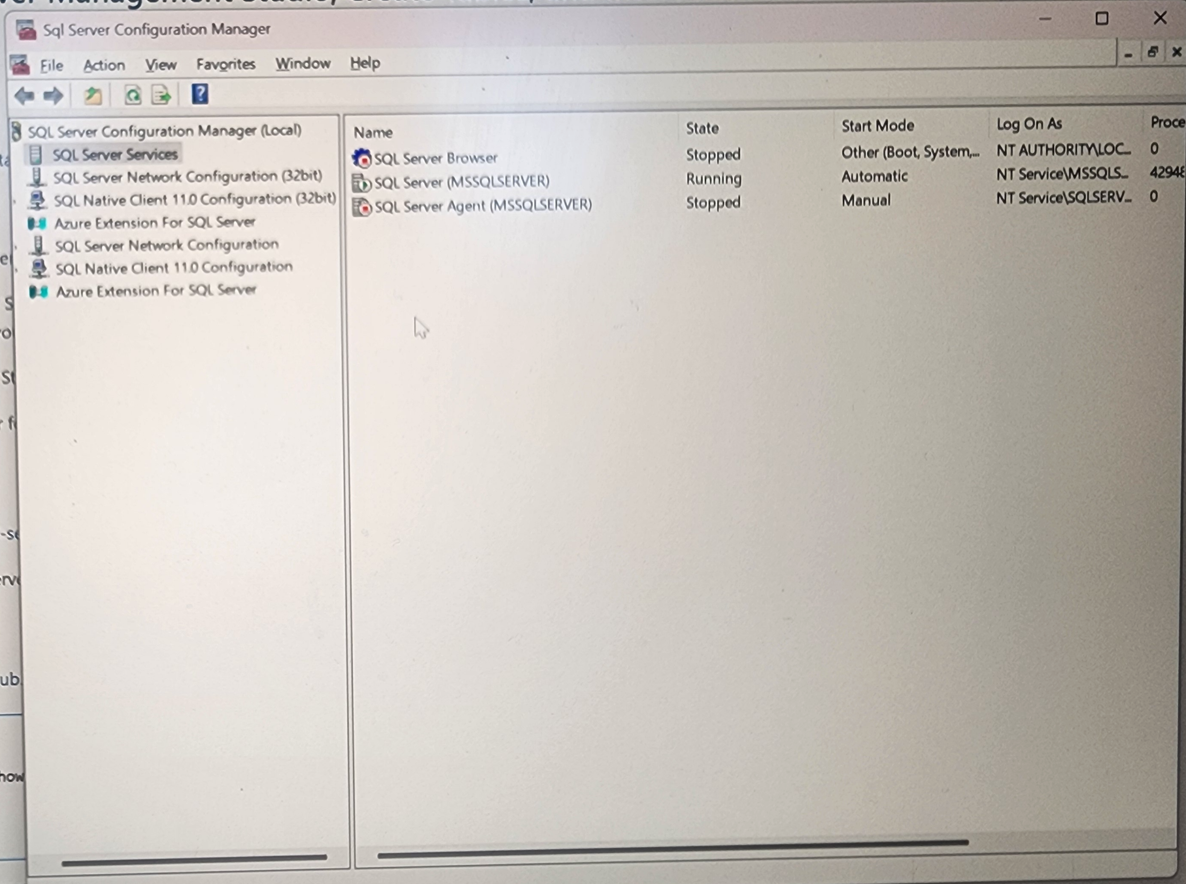 Sql Server Configuration Manager
File Action View Favorites Window Help
SQL Server Configuration Manager (Local)
SQL Server Services
SQL Server Network Configuration (32bit)
SQL Native Client 11.0 Configuration (32bit)
Azure Extension For SQL Server
SQL Server Network Configuration
SQL Native Client 11.0 Configuration
Azure Extension For SQL Server
Name State Start Mode Log On As Proce
SQL Server Browser Stopped Other (Boot, System,... NT AUTHORITY\LOC... 0
SQL Server (MSSQLSERVER) Running Automatic NT Service\MSSQLS... 4294
SQL Server Agent (MSSQLSERVER) Stopped Manual NT Service\SQLSERV... 0